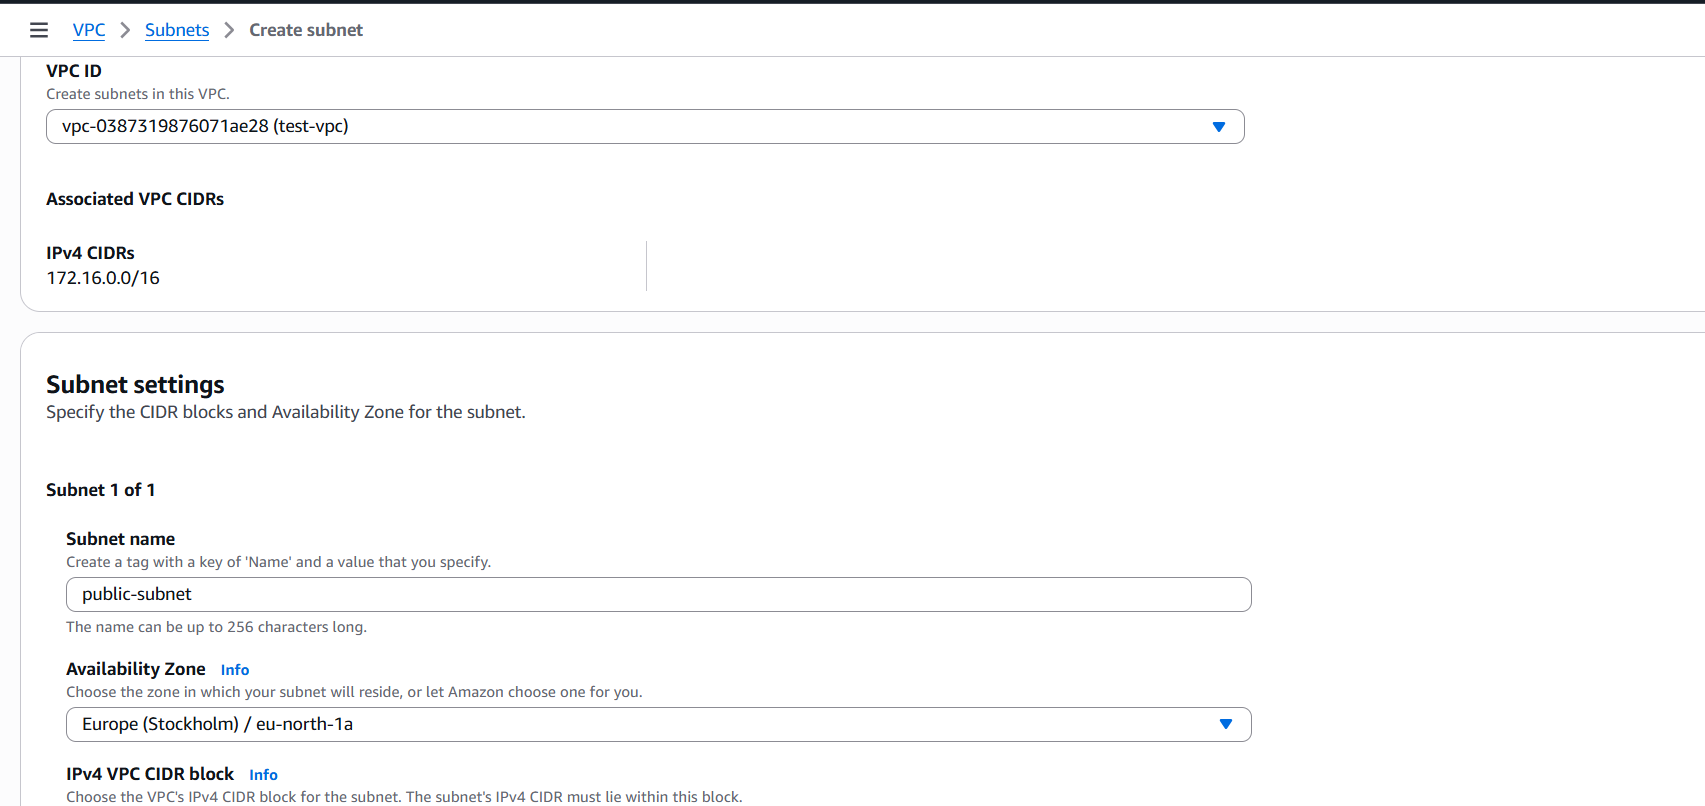 VPC > Subnets > Create subnet
VPC ID
Create subnets in this VPC.
vpc-0387319876071ae28 (test-vpc)
Associated VPC CIDRs
IPv4 CIDRs
172.16.0.0/16
Subnet settings
Specify the CIDR blocks and Availability Zone for the subnet.
Subnet 1 of 1
Subnet name
Create a tag with a key of 'Name' and a value that you specify.
public-subnet
The name can be up to 256 characters long.
Availability Zone Info
Choose the zone in which your subnet will reside, or let Amazon choose one for you.
Europe (Stockholm) / eu-north-1a
IPv4 VPC CIDR block Info
Choose the VPC's IPv4 CIDR block for the subnet. The subnet's IPv4 CIDR must lie within this block.